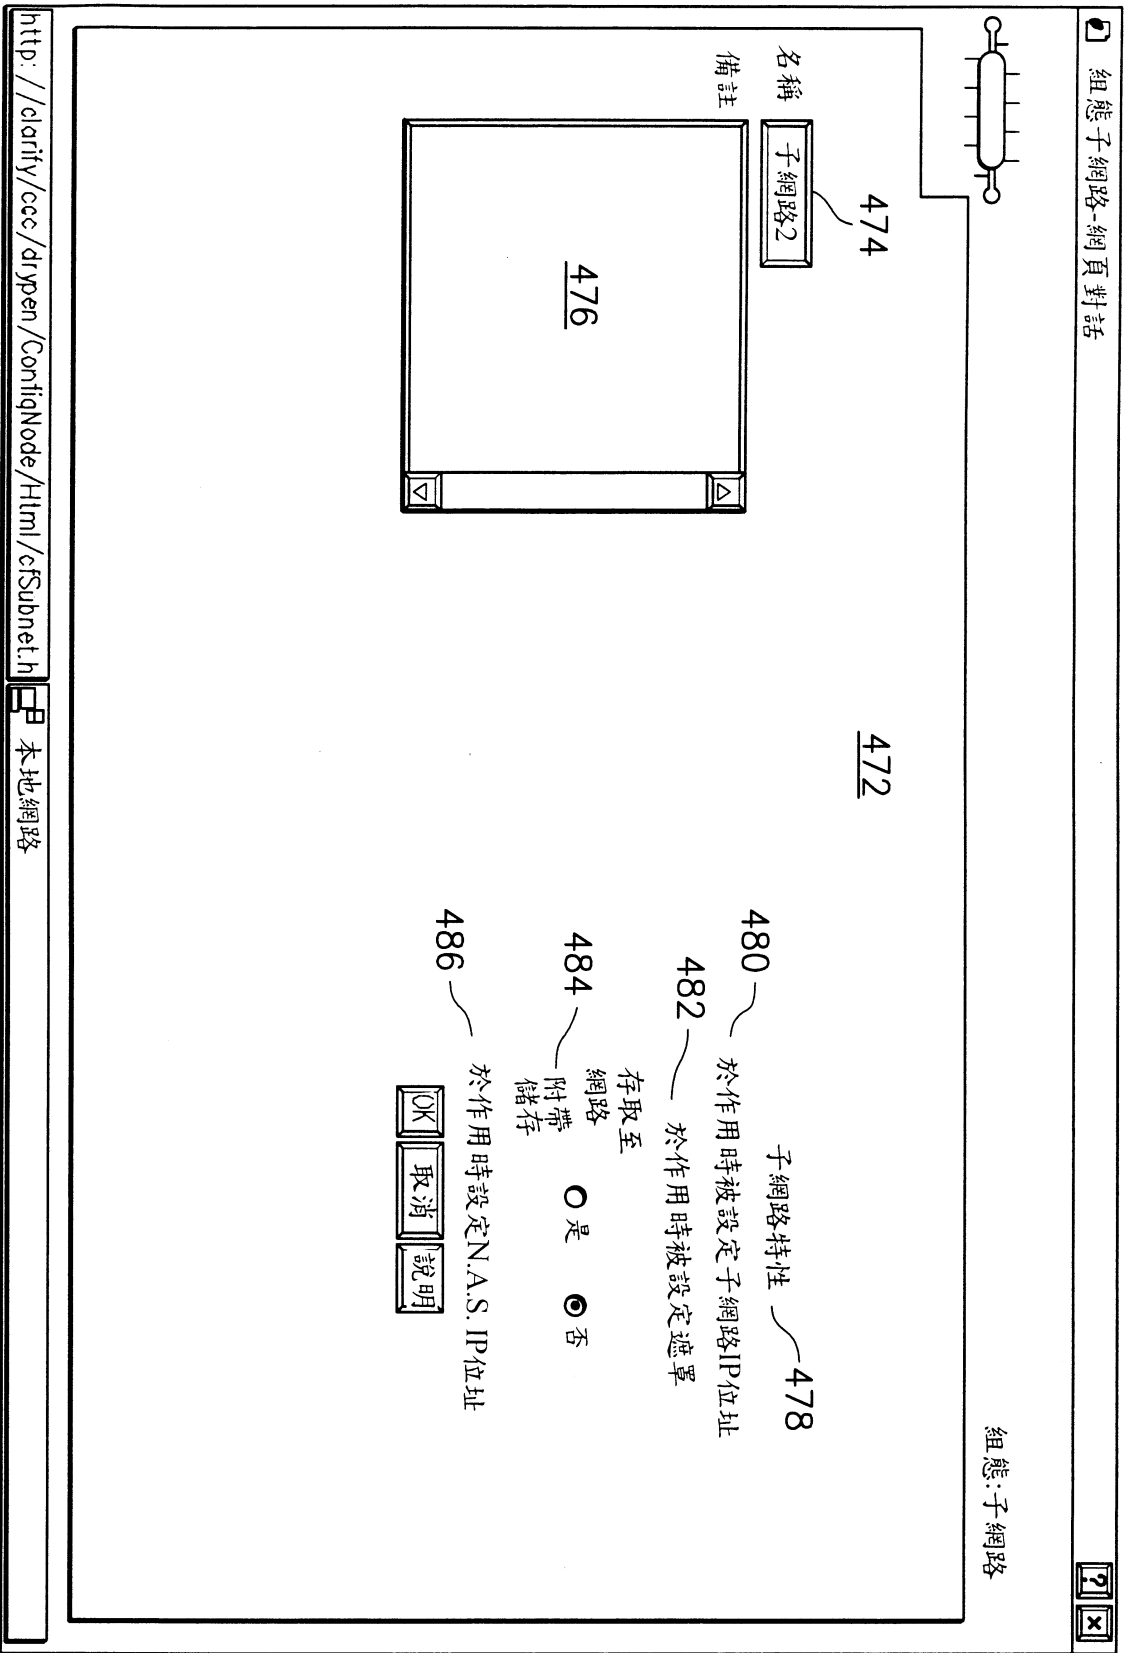 組態子網路-網頁對話
?
×
組態:子網路
474
472
名稱 子網路2
備註
476
子網路特性
478
480
於作用時被設定子網路IP位址
482
於作用時被設定遮罩
存取至
網路
484
附帶
儲存
是
否
486
於作用時設定N.A.S. IP位址
OK 取消 說明
http://clarify/ccc/drypen/ConfigNode/Html/cfSubnet.h
本地網路